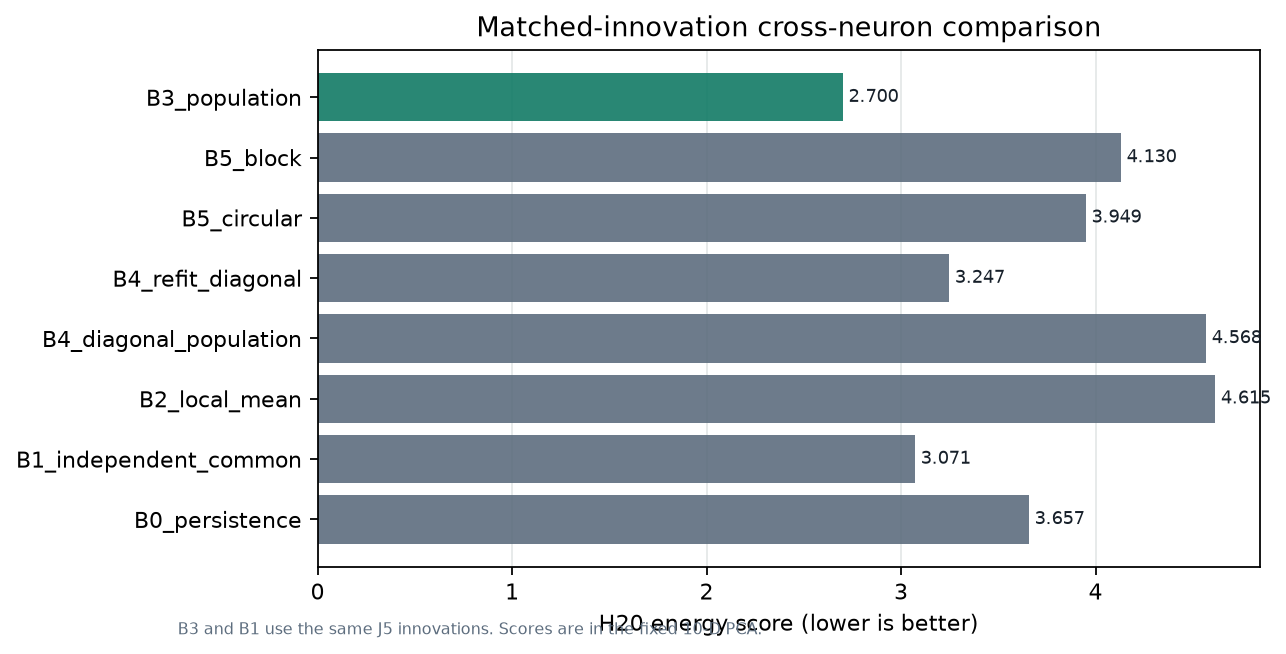 Matched-innovation cross-neuron comparison
B3_population 2.700
B5_block 4.130
B5_circular 3.949
B4_refit_diagonal 3.247
B4_diagonal_population 4.568
B2_local_mean 4.615
B1_independent_common 3.071
B0_persistence 3.657
0 1 2 3 4
H20 energy score (lower is better)
B3 and B1 use the same J5 innovations. Scores are in the fixed 10-D PCA.